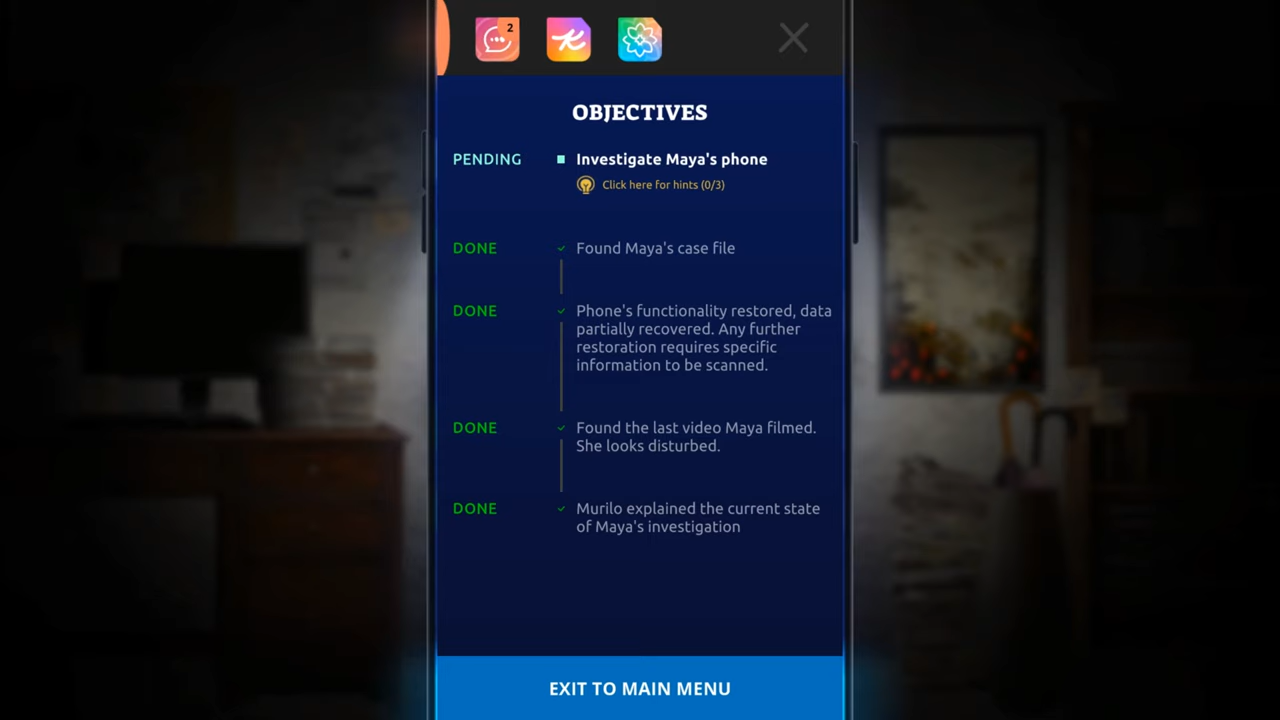 2
OBJECTIVES
PENDING
Investigate Maya's phone
Click here for hints (0/3)
DONE
Found Maya's case file
DONE
Phone's functionality restored, data
partially recovered. Any further
restoration requires specific
information to be scanned.
DONE
Found the last video Maya filmed.
She looks disturbed.
DONE
Murilo explained the current state
of Maya's investigation
EXIT TO MAIN MENU